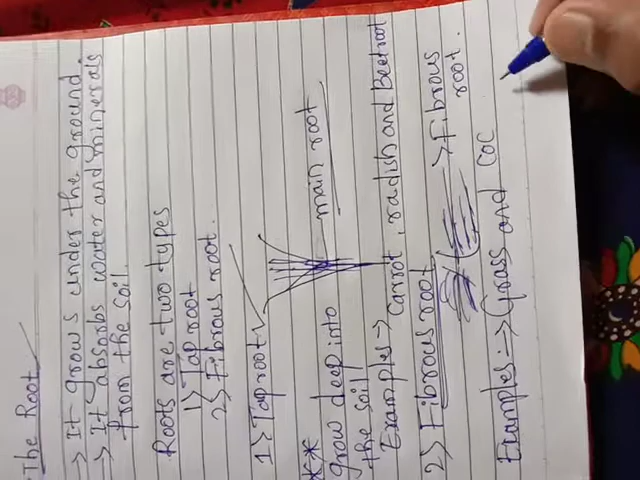 The Root
-> It grows under the ground.
-> It absorbs water and minerals
from the soil
Roots are two types
1> Tap root
2> Fibrous root.
1> Taproot
main root
** grow deep into
the soil
Examples -> Carrot, radish and Beetroot
2> Fibrous root
-> Fibrous
root.
Examples :-> Grass and COC